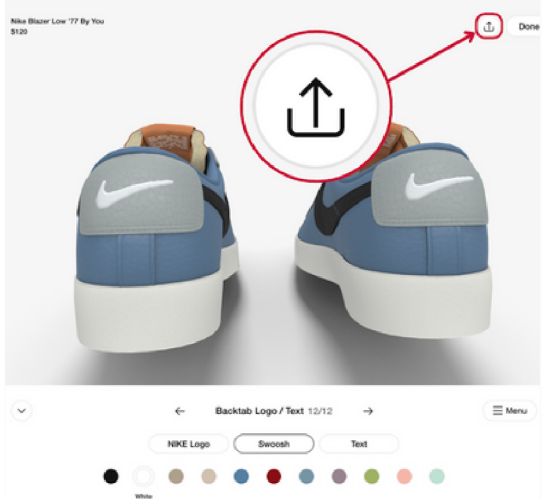 Nike Blazer Low '77 By You
$120
Done
Backtab Logo / Text 12/12
Menu
NIKE Logo
Swoosh
Text
White